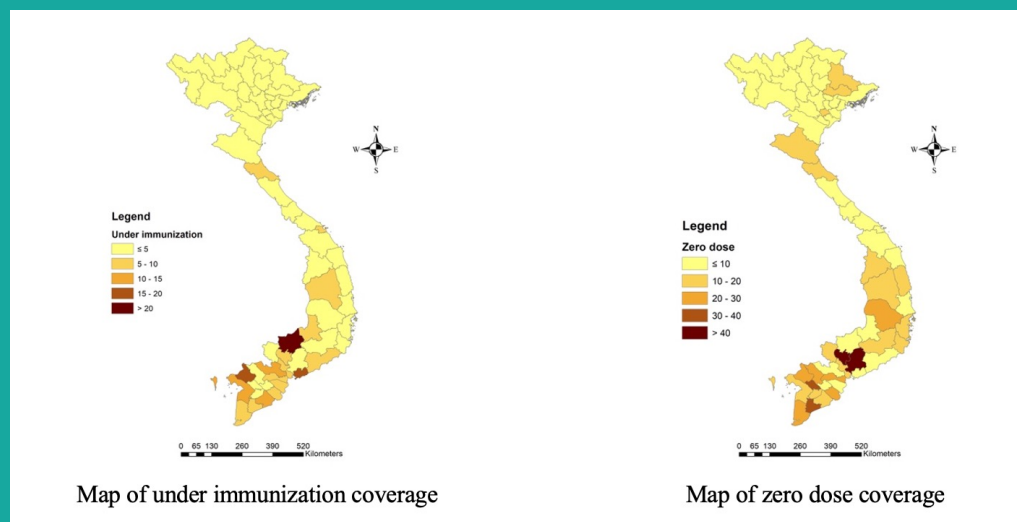 N
W E
S
Legend
Under immunization
≤ 5
5 - 10
10 - 15
15 - 20
> 20
0 65 130 260 390 520
Kilometers
Map of under immunization coverage
N
W E
S
Legend
Zero dose
≤ 10
10 - 20
20 - 30
30 - 40
> 40
0 65 130 260 390 520
Kilometers
Map of zero dose coverage